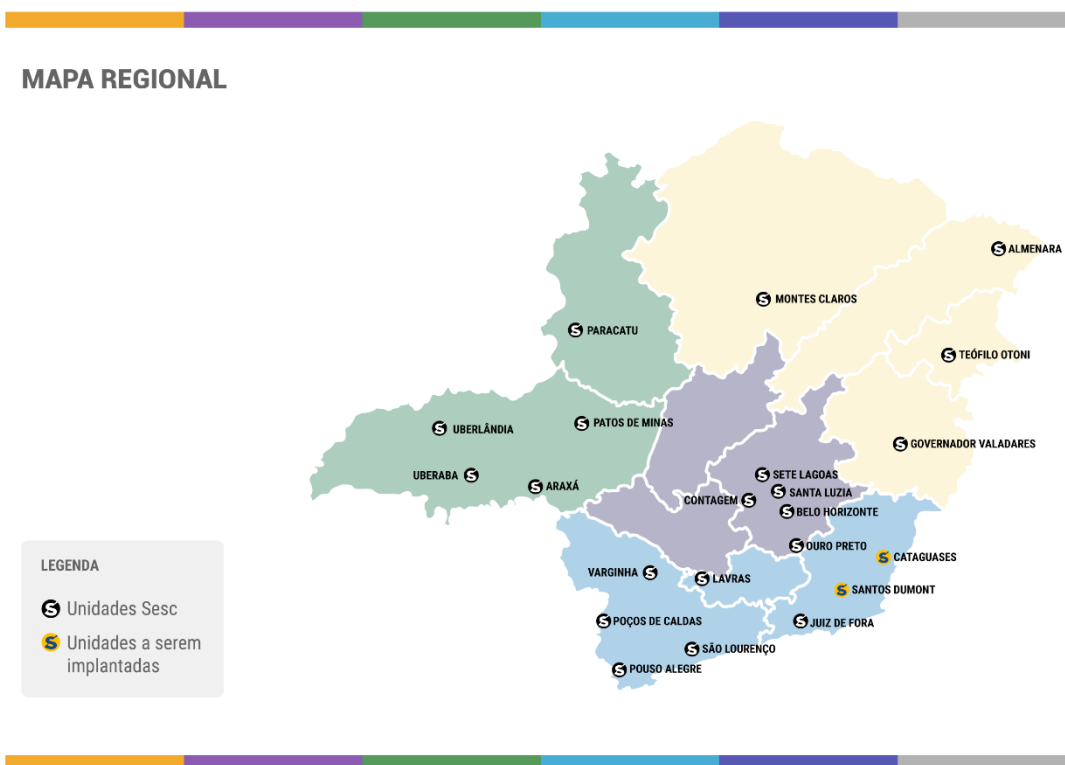 MAPA REGIONAL
ALMENARA
MONTES CLAROS
PARACATU
TEÓFILO OTONI
PATOS DE MINAS
UBERLÂNDIA
GOVERNADOR VALADARES
UBERABA
SETE LAGOAS
ARAXÁ
SANTA LUZIA
CONTAGEM
BELO HORIZONTE
OURO PRETO
CATAGUASES
VARGINHA
LAVRAS
SANTOS DUMONT
POÇOS DE CALDAS
JUIZ DE FORA
SÃO LOURENÇO
POUSO ALEGRE
LEGENDA
Unidades Sesc
Unidades a serem
implantadas